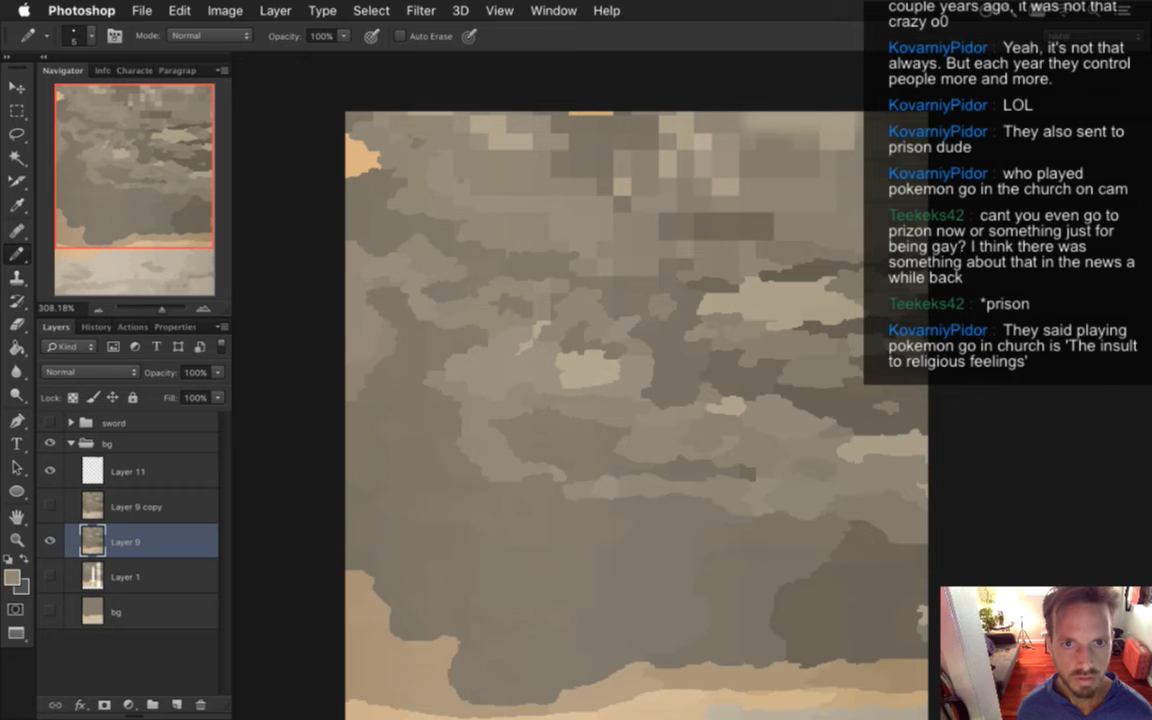 Photoshop File Edit Image Layer Type Select Filter 3D View Window Help
5 Mode: Normal Opacity: 100% Auto Erase
Navigator Info Characte Paragrap
308.18%
Layers History Actions Properties
Kind
Normal Opacity: 100%
Lock: Fill: 100%
sword
bg
Layer 11
Layer 9 copy
Layer 9
Layer 1
bg
fx
couple years ago, it was not that
crazy o0
KovarniyPidor : Yeah, it's not that
always. But each year they control
people more and more.
KovarniyPidor : LOL
KovarniyPidor : They also sent to
prison dude
KovarniyPidor : who played
pokemon go in the church on cam
Teekeks42 : cant you even go to
prizon now or something just for
being gay? I think there was
something about that in the news a
while back
Teekeks42 : *prison
KovarniyPidor : They said playing
pokemon go in church is 'The insult
to religious feelings'